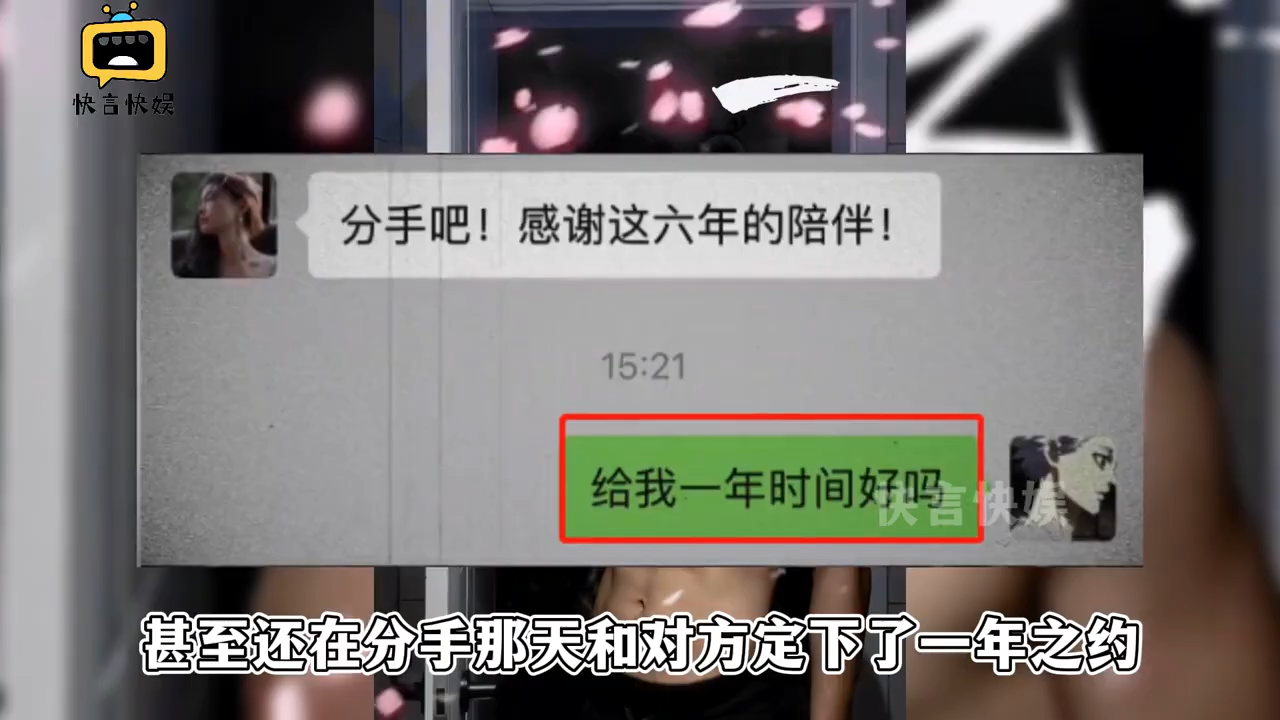 快言快娱
分手吧！感谢这六年的陪伴！
15:21
给我一年时间好吗
快言快娱
甚至还在分手那天和对方定下了一年之约